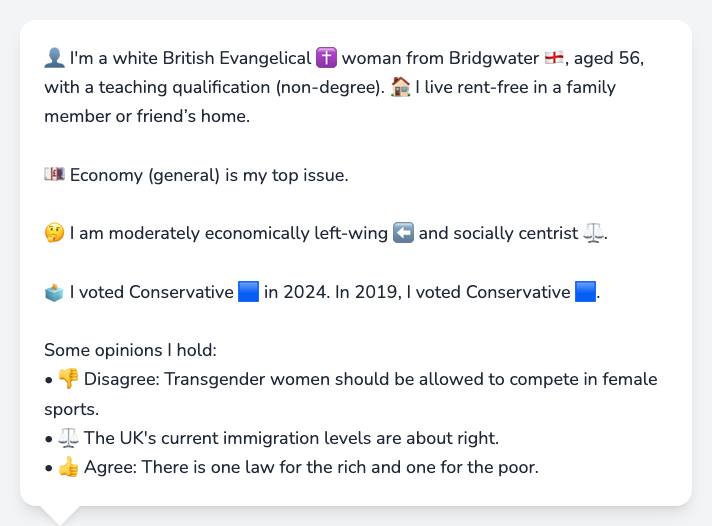 👤 I'm a white British Evangelical ✝️ woman from Bridgwater 🏴󠁧󠁢󠁥󠁮󠁧󠁿, aged 56,
with a teaching qualification (non-degree). 🏠 I live rent-free in a family
member or friend’s home.
💷 Economy (general) is my top issue.
🤔 I am moderately economically left-wing ⬅️ and socially centrist ⚖️.
🗳️ I voted Conservative 🟦 in 2024. In 2019, I voted Conservative 🟦.
Some opinions I hold:
• 👎 Disagree: Transgender women should be allowed to compete in female
sports.
• ⚖️ The UK's current immigration levels are about right.
• 👍 Agree: There is one law for the rich and one for the poor.